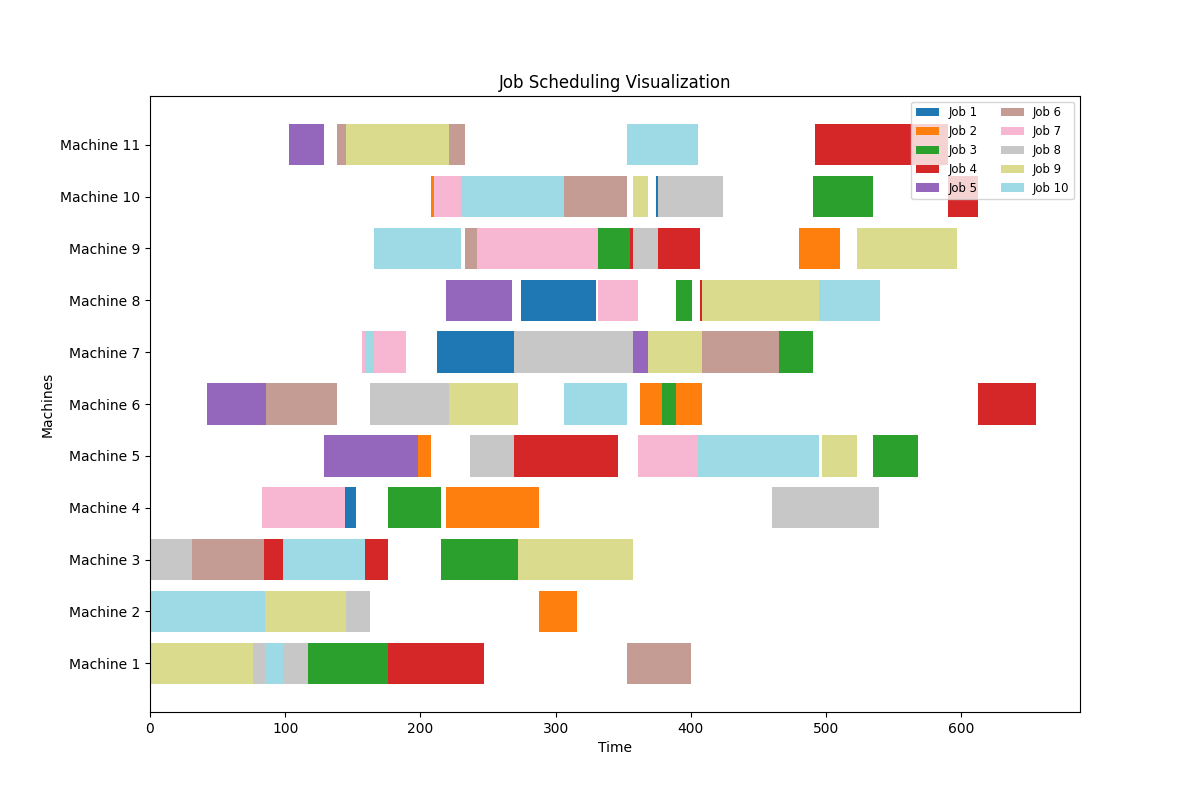 Job Scheduling Visualization
Machine 11
Machine 10
Machine 9
Machine 8
Machine 7
Machine 6
Machine 5
Machine 4
Machine 3
Machine 2
Machine 1
Machines
0 100 200 300 400 500 600
Time
Job 1 Job 6
Job 2 Job 7
Job 3 Job 8
Job 4 Job 9
Job 5 Job 10